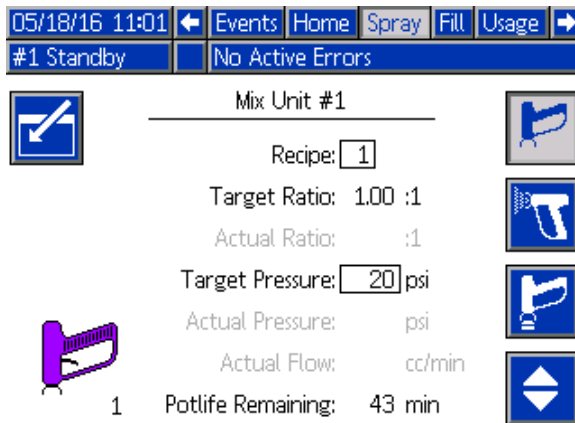 05/18/16 11:01 Events Home Spray Fill Usage
#1 Standby No Active Errors
Mix Unit #1
Recipe: 1
Target Ratio: 1.00 :1
Actual Ratio: :1
Target Pressure: 20 psi
Actual Pressure: psi
Actual Flow: cc/min
1 Potlife Remaining: 43 min